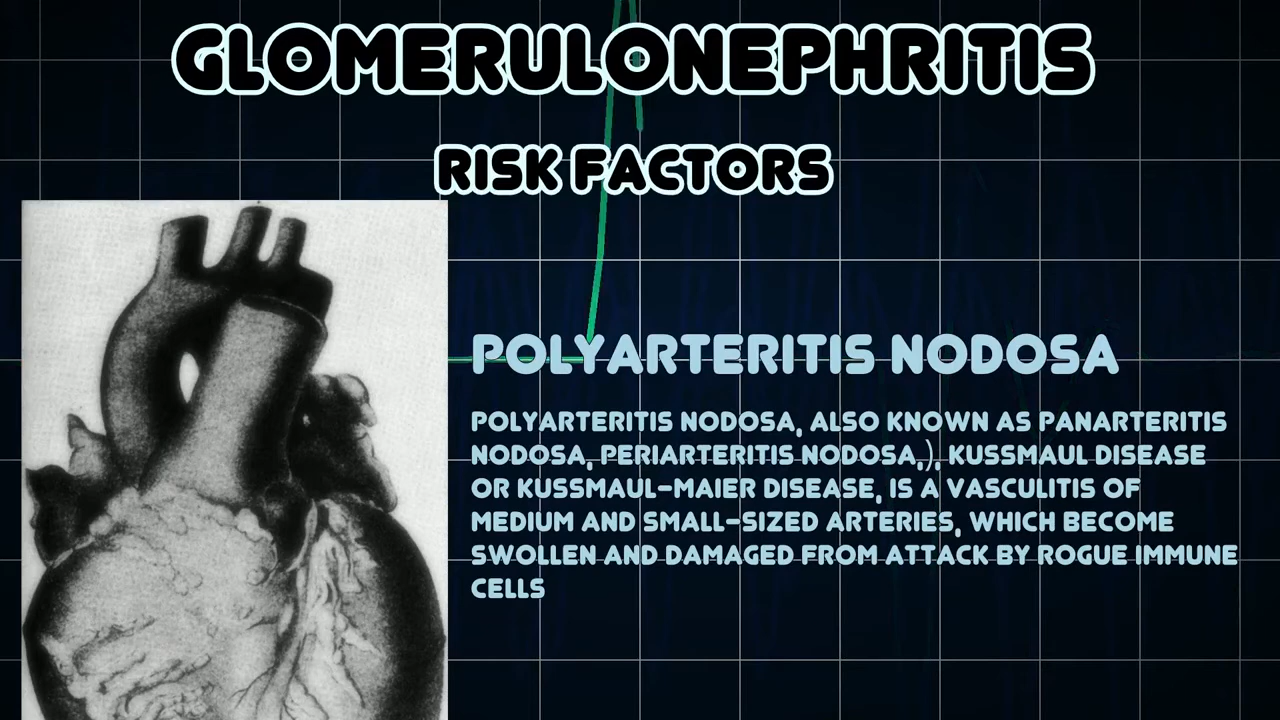 GLOMERULONEPHRITIS
RISK FACTORS
POLYARTERITIS NODOSA
POLYARTERITIS NODOSA, ALSO KNOWN AS PANARTERITIS
NODOSA, PERIARTERITIS NODOSA,), KUSSMAUL DISEASE
OR KUSSMAUL-MAIER DISEASE, IS A VASCULITIS OF
MEDIUM AND SMALL-SIZED ARTERIES, WHICH BECOME
SWOLLEN AND DAMAGED FROM ATTACK BY ROGUE IMMUNE
CELLS